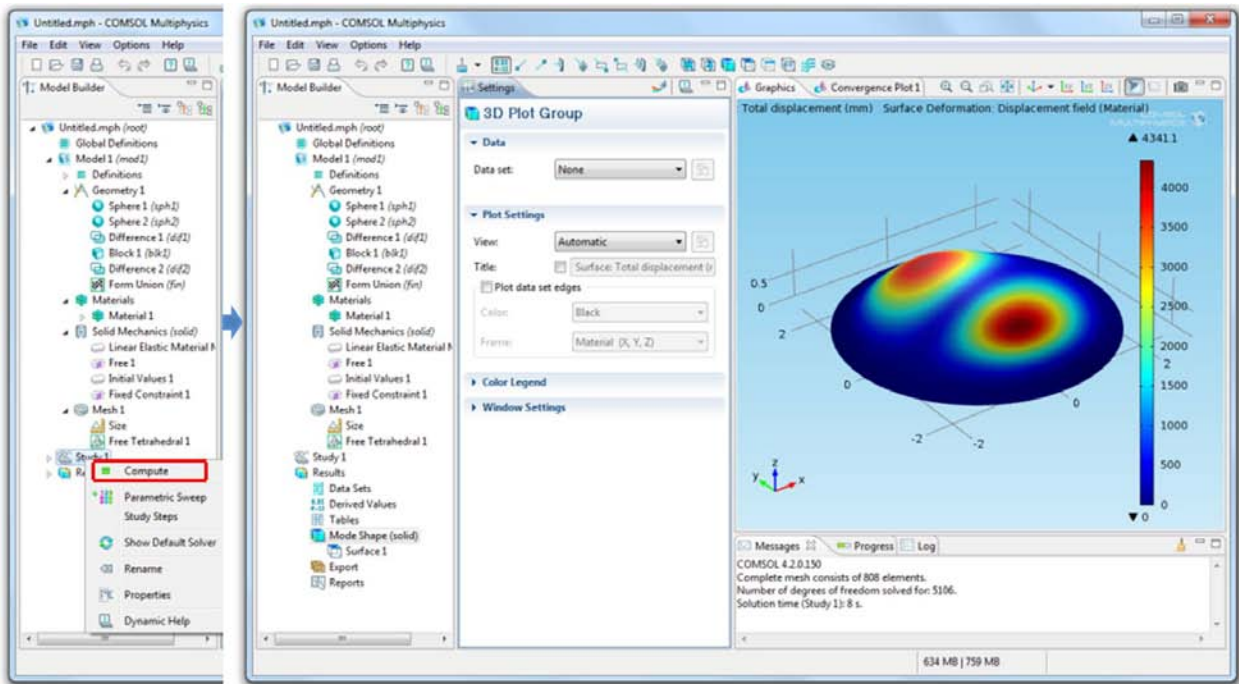 Untitled.mph - COMSOL Multiphysics
File Edit View Options Help
Model Builder
Untitled.mph (root)
Global Definitions
Model 1 (mod1)
Definitions
Geometry 1
Sphere 1 (sph1)
Sphere 2 (sph2)
Difference 1 (dif1)
Block 1 (blk1)
Difference 2 (dif2)
Form Union (fin)
Materials
Material 1
Solid Mechanics (solid)
Linear Elastic Material M
Free 1
Initial Values 1
Fixed Constraint 1
Mesh 1
Size
Free Tetrahedral 1
Study 1
Compute
Parametric Sweep
Study Steps
Show Default Solver
Rename
Properties
Dynamic Help
Untitled.mph - COMSOL Multiphysics
File Edit View Options Help
Model Builder
Untitled.mph (root)
Global Definitions
Model 1 (mod1)
Definitions
Geometry 1
Sphere 1 (sph1)
Sphere 2 (sph2)
Difference 1 (dif1)
Block 1 (blk1)
Difference 2 (dif2)
Form Union (fin)
Materials
Material 1
Solid Mechanics (solid)
Linear Elastic Material M
Free 1
Initial Values 1
Fixed Constraint 1
Mesh 1
Size
Free Tetrahedral 1
Study 1
Results
Data Sets
Derived Values
Tables
Mode Shape (solid)
Surface 1
Export
Reports
Settings
3D Plot Group
Data
Data set: None
Plot Settings
View: Automatic
Title: Surface: Total displacement (r
Plot data set edges
Color: Black
Frame: Material (X, Y, Z)
Color Legend
Window Settings
Graphics Convergence Plot 1
Total displacement (mm) Surface Deformation: Displacement field (Material)
▲ 4341.1
4000
3000
2500
2000
1500
1000
500
0
▼ 0
0.5
0
2
0
-2
-2
0
2
z
y
x
Messages Progress Log
COMSOL 4.2.0.150
Complete mesh consists of 808 elements.
Number of degrees of freedom solved for: 5106.
Solution time (Study 1): 8 s.
634 MB | 759 MB